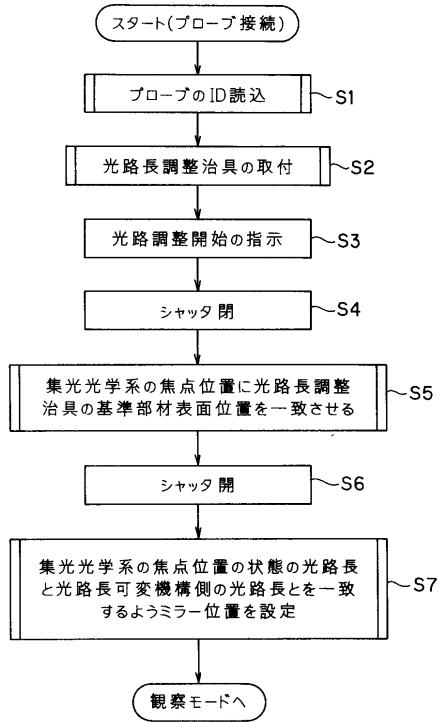 スタート(プローブ接続)
プローブのID読込
S1
光路長調整治具の取付
S2
光路調整開始の指示
S3
シャッタ閉
S4
集光光学系の焦点位置に光路長調整
治具の基準部材表面位置を一致させる
S5
シャッタ開
S6
集光光学系の焦点位置の状態の光路長
と光路長可変機構側の光路長とを一致
するようミラー位置を設定
S7
観察モードへ